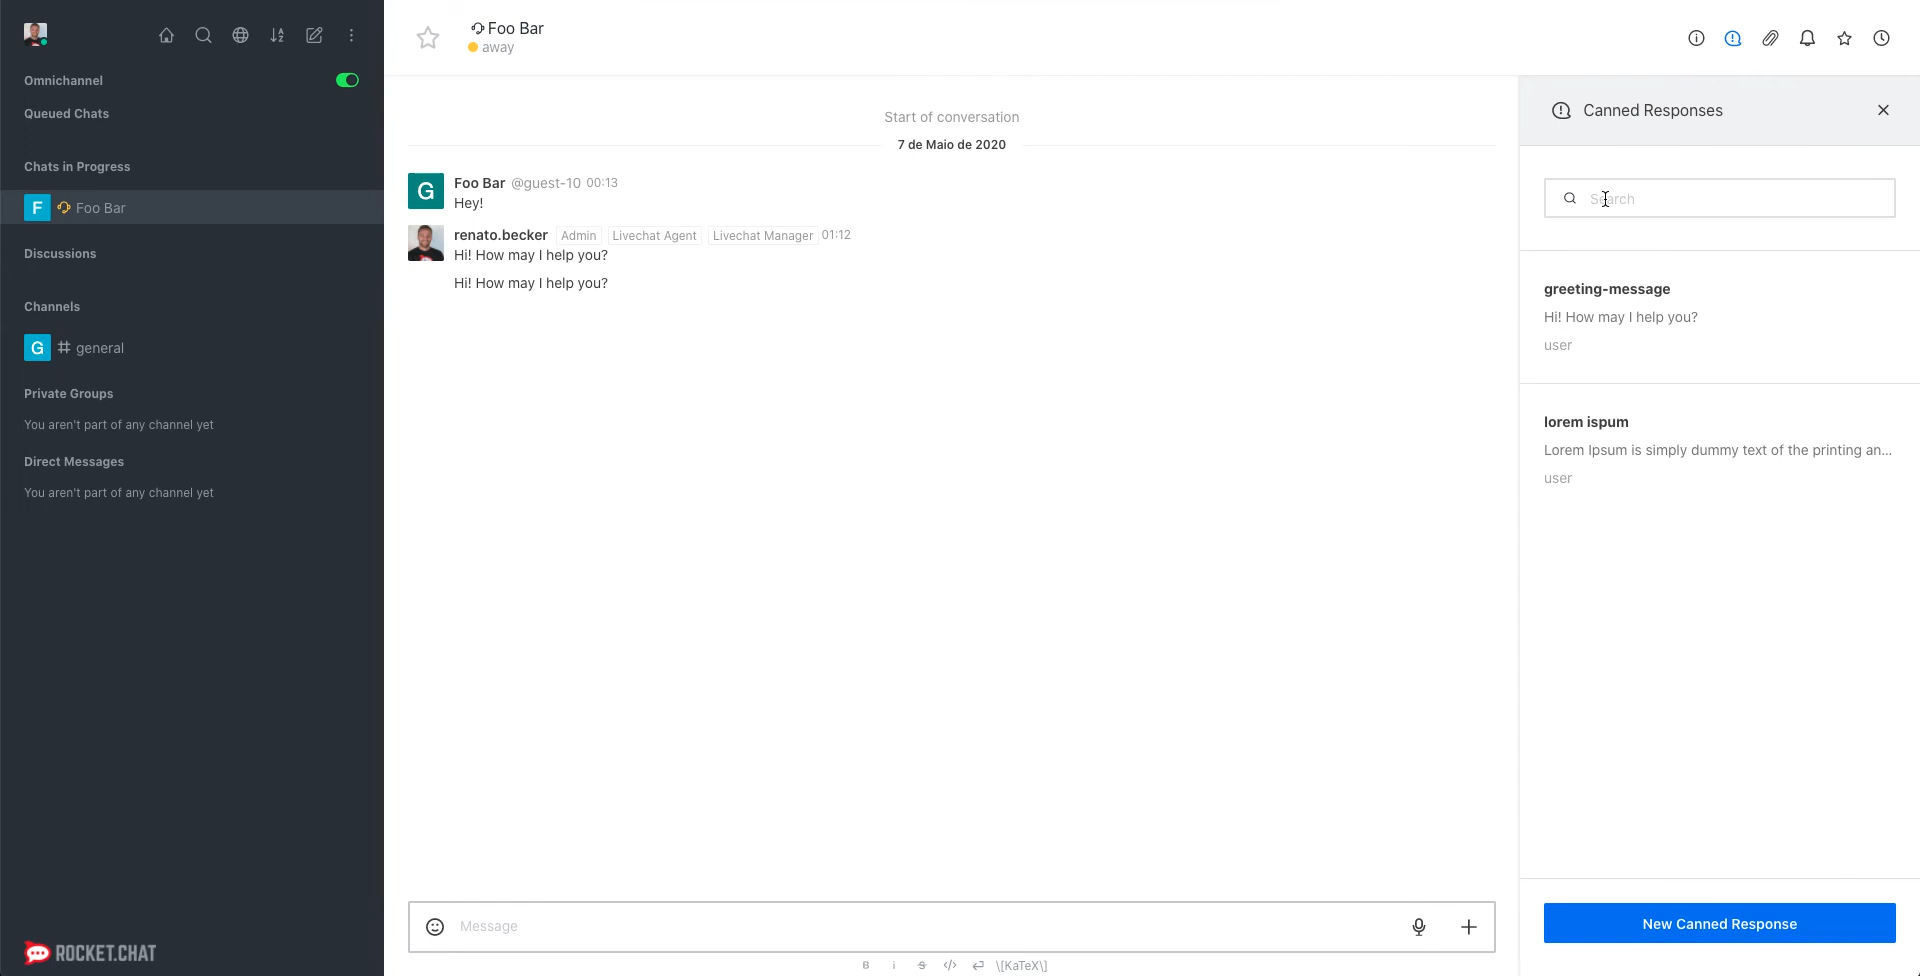 Omnichannel
Queued Chats
Chats in Progress
F Foo Bar
Discussions
Channels
G general
Private Groups
You aren't part of any channel yet
Direct Messages
You aren't part of any channel yet
ROCKET.CHAT
Foo Bar
away
Start of conversation
7 de Maio de 2020
G
Foo Bar @guest-10 00:13
Hey!
renato.becker Admin Livechat Agent Livechat Manager 01:12
Hi! How may I help you?
Hi! How may I help you?
Message
B i S </> \[KaTeX\]
Canned Responses
Search
greeting-message
Hi! How may I help you?
user
lorem ispum
Lorem Ipsum is simply dummy text of the printing an...
user
New Canned Response